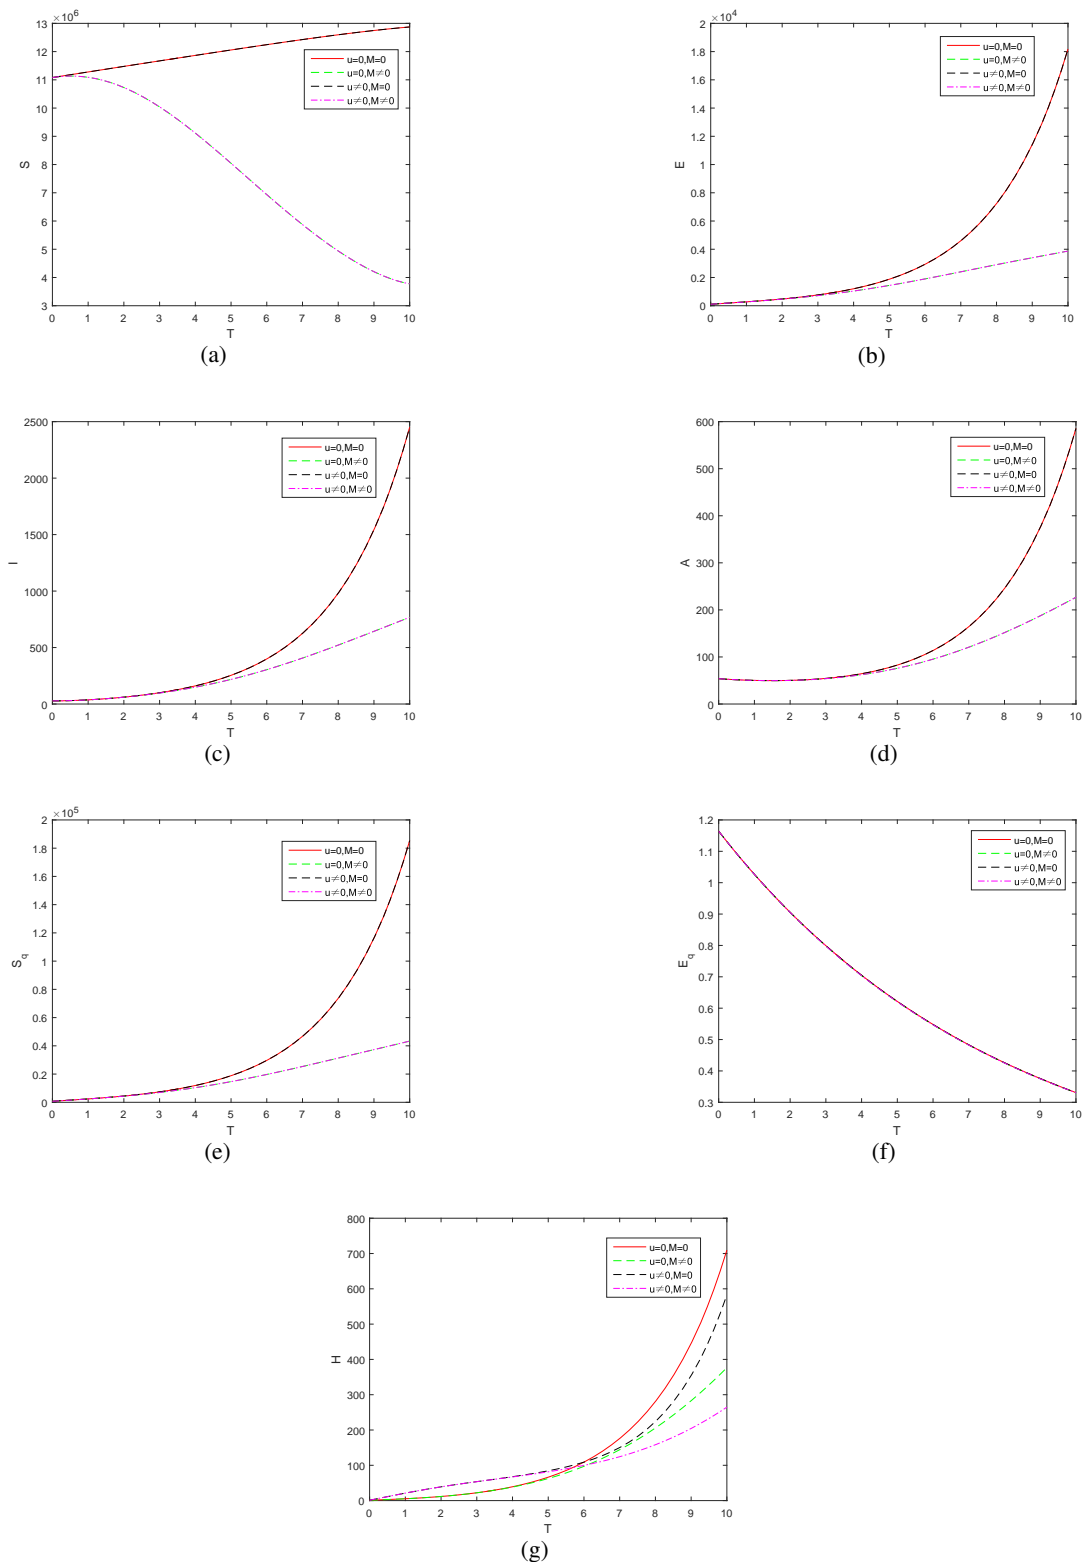 ×10⁶
13
12
11
10
9
8
7
6
5
4
3
S
u=0,M=0
u=0,M≠0
u≠0,M=0
u≠0,M≠0
0 1 2 3 4 5 6 7 8 9 10
T
(a)
×10⁴
2
1.8
1.6
1.4
1.2
1
0.8
0.6
0.4
0.2
0
E
u=0,M=0
u=0,M≠0
u≠0,M=0
u≠0,M≠0
0 1 2 3 4 5 6 7 8 9 10
T
(b)
2500
2000
1500
1000
500
0
I
u=0,M=0
u=0,M≠0
u≠0,M=0
u≠0,M≠0
0 1 2 3 4 5 6 7 8 9 10
T
(c)
600
500
400
300
200
100
0
A
u=0,M=0
u=0,M≠0
u≠0,M=0
u≠0,M≠0
0 1 2 3 4 5 6 7 8 9 10
T
(d)
×10⁵
2
1.8
1.6
1.4
1.2
1
0.8
0.6
0.4
0.2
0
S_q
u=0,M=0
u=0,M≠0
u≠0,M=0
u≠0,M≠0
0 1 2 3 4 5 6 7 8 9 10
T
(e)
1.2
1.1
1
0.9
0.8
0.7
0.6
0.5
0.4
0.3
E_q
u=0,M=0
u=0,M≠0
u≠0,M=0
u≠0,M≠0
0 1 2 3 4 5 6 7 8 9 10
T
(f)
800
700
600
500
400
300
200
100
0
H
u=0,M=0
u=0,M≠0
u≠0,M=0
u≠0,M≠0
0 1 2 3 4 5 6 7 8 9 10
T
(g)